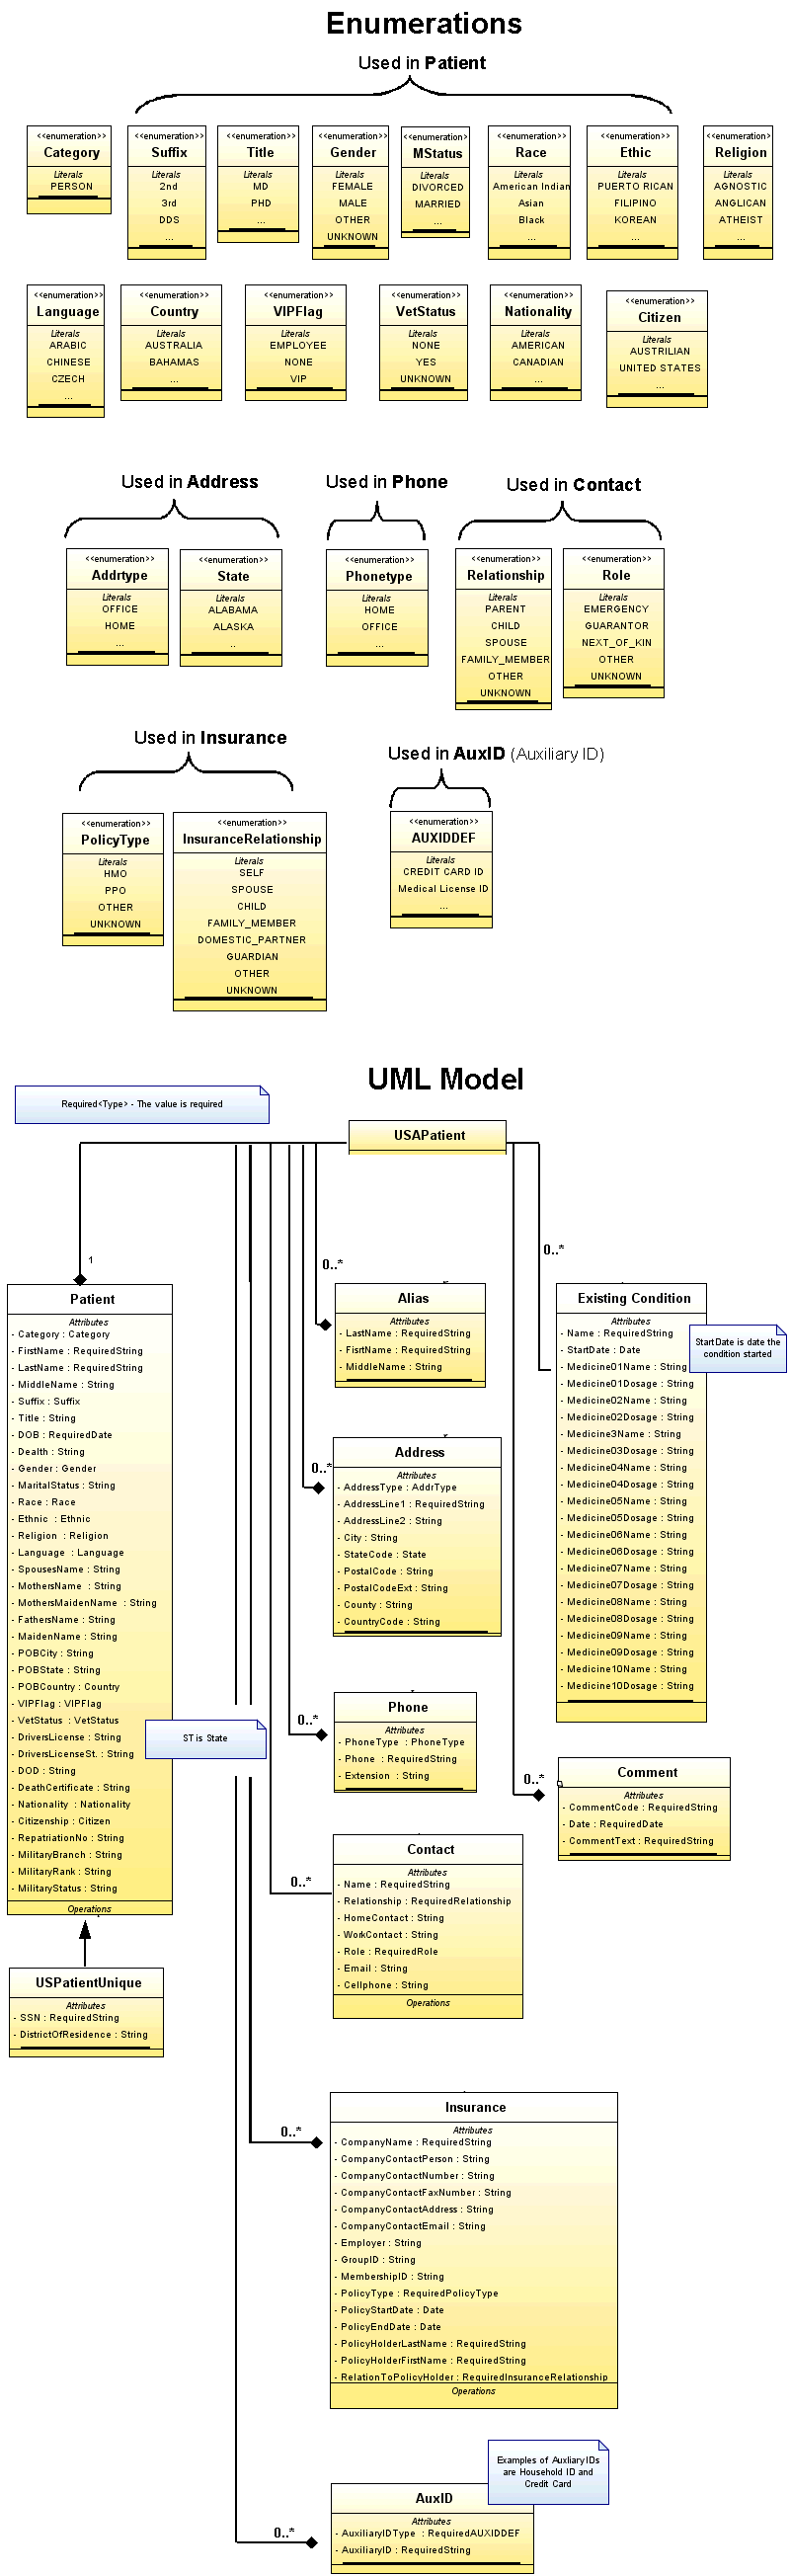 Enumerations
Used in Patient
<<enumeration>>
Category
Literals
PERSON
<<enumeration>>
Suffix
Literals
2nd
3rd
DDS
...
<<enumeration>>
Title
Literals
MD
PHD
...
<<enumeration>>
Gender
Literals
FEMALE
MALE
OTHER
UNKNOWN
<<enumeration>>
MStatus
Literals
DIVORCED
MARRIED
...
<<enumeration>>
Race
Literals
American Indian
Asian
Black
...
<<enumeration>>
Ethic
Literals
PUERTO RICAN
FILIPINO
KOREAN
...
<<enumeration>>
Religion
Literals
AGNOSTIC
ANGLICAN
ATHEIST
...
<<enumeration>>
Language
Literals
ARABIC
CHINESE
CZECH
...
<<enumeration>>
Country
Literals
AUSTRALIA
BAHAMAS
...
<<enumeration>>
VIPFlag
Literals
EMPLOYEE
NONE
VIP
<<enumeration>>
VetStatus
Literals
NONE
YES
UNKNOWN
<<enumeration>>
Nationality
Literals
AMERICAN
CANADIAN
...
<<enumeration>>
Citizen
Literals
AUSTRILIAN
UNITED STATES
...
Used in Address
<<enumeration>>
Addrtype
Literals
OFFICE
HOME
...
<<enumeration>>
State
Literals
ALABAMA
ALASKA
..
Used in Phone
<<enumeration>>
Phonetype
Literals
HOME
OFFICE
...
Used in Contact
<<enumeration>>
Relationship
Literals
PARENT
CHILD
SPOUSE
FAMILY_MEMBER
OTHER
UNKNOWN
<<enumeration>>
Role
Literals
EMERGENCY
GUARANTOR
NEXT_OF_KIN
OTHER
UNKNOWN
Used in Insurance
<<enumeration>>
PolicyType
Literals
HMO
PPO
OTHER
UNKNOWN
<<enumeration>>
InsuranceRelationship
Literals
SELF
SPOUSE
CHILD
FAMILY_MEMBER
DOMESTIC_PARTNER
GUARDIAN
OTHER
UNKNOWN
Used in AuxID (Auxiliary ID)
<<enumeration>>
AUXIDDEF
Literals
CREDIT CARD ID
Medical License ID
...
UML Model
Required<Type> - The value is required
USAPatient
1
Patient
Attributes
- Category : Category
- FirstName : RequiredString
- LastName : RequiredString
- MiddleName : String
- Suffix : Suffix
- Title : String
- DOB : RequiredDate
- Dealth : String
- Gender : Gender
- MaritalStatus : String
- Race : Race
- Ethnic : Ethnic
- Religion : Religion
- Language : Language
- SpousesName : String
- MothersName : String
- MothersMaidenName : String
- FathersName : String
- MaidenName : String
- POBCity : String
- POBState : String
- POBCountry : Country
- VIPFlag : VIPFlag
- VetStatus : VetStatus
- DriversLicense : String
- DriversLicenseSt. : String
- DOD : String
- DeathCertificate : String
- Nationality : Nationality
- Citizenship : Citizen
- RepatriationNo : String
- MilitaryBranch : String
- MilitaryRank : String
- MilitaryStatus : String
Operations
ST is State
USPatientUnique
Attributes
- SSN : RequiredString
- DistrictOfResidence : String
0..*
Alias
Attributes
- LastName : RequiredString
- FisrtName : RequiredString
- MiddleName : String
0..*
Address
Attributes
- AddressType : AddrType
- AddressLine1 : RequiredString
- AddressLine2 : String
- City : String
- StateCode : State
- PostalCode : String
- PostalCodeExt : String
- County : String
- CountryCode : String
0..*
Phone
Attributes
- PhoneType : PhoneType
- Phone : RequiredString
- Extension : String
0..*
Contact
Attributes
- Name : RequiredString
- Relationship : RequiredRelationship
- HomeContact : String
- WorkContact : String
- Role : RequiredRole
- Email : String
- Cellphone : String
Operations
0..*
Existing Condition
Attributes
- Name : RequiredString
- StartDate : Date
- Medicine01Name : String
- Medicine01Dosage : String
- Medicine02Name : String
- Medicine02Dosage : String
- Medicine3Name : String
- Medicine03Dosage : String
- Medicine04Name : String
- Medicine04Dosage : String
- Medicine05Name : String
- Medicine05Dosage : String
- Medicine06Name : String
- Medicine06Dosage : String
- Medicine07Name : String
- Medicine07Dosage : String
- Medicine08Name : String
- Medicine08Dosage : String
- Medicine09Name : String
- Medicine09Dosage : String
- Medicine10Name : String
- Medicine10Dosage : String
StartDate is date the
condition started
0..*
Comment
Attributes
- CommentCode : RequiredString
- Date : RequiredDate
- CommentText : RequiredString
0..*
Insurance
Attributes
- CompanyName : RequiredString
- CompanyContactPerson : String
- CompanyContactNumber : String
- CompanyContactFaxNumber : String
- CompanyContactAddress : String
- CompanyContactEmail : String
- Employer : String
- GroupID : String
- MembershipID : String
- PolicyType : RequiredPolicyType
- PolicyStartDate : Date
- PolicyEndDate : Date
- PolicyHolderLastName : RequiredString
- PolicyHolderFirstName : RequiredString
- RelationToPolicyHolder : RequiredInsuranceRelationship
Operations
Examples of AuxliaryIDs
are Household ID and
Credit Card
0..*
AuxID
Attributes
- AuxiliaryIDType : RequiredAUXIDDEF
- AuxiliaryID : RequiredString